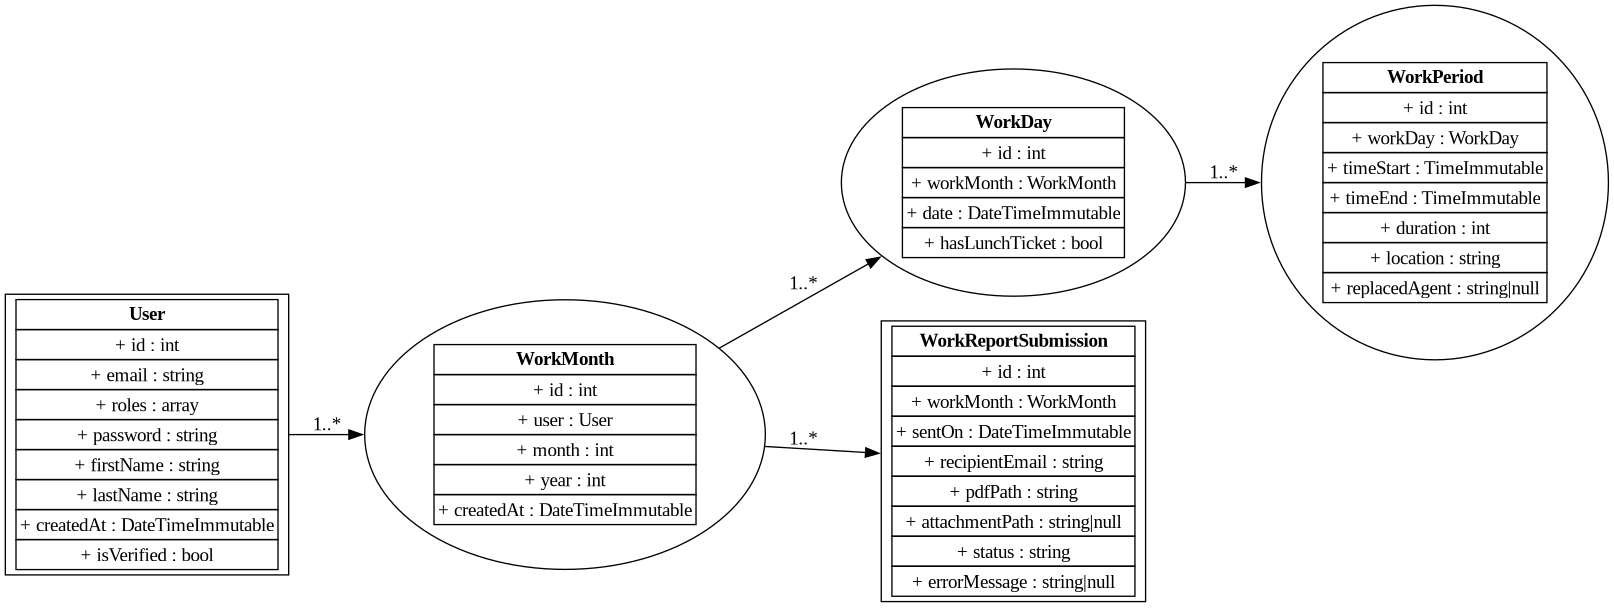 User
+ id : int
+ email : string
+ roles : array
+ password : string
+ firstName : string
+ lastName : string
+ createdAt : DateTimeImmutable
+ isVerified : bool
1..*
WorkMonth
+ id : int
+ user : User
+ month : int
+ year : int
+ createdAt : DateTimeImmutable
1..*
1..*
WorkDay
+ id : int
+ workMonth : WorkMonth
+ date : DateTimeImmutable
+ hasLunchTicket : bool
1..*
WorkReportSubmission
+ id : int
+ workMonth : WorkMonth
+ sentOn : DateTimeImmutable
+ recipientEmail : string
+ pdfPath : string
+ attachmentPath : string|null
+ status : string
+ errorMessage : string|null
WorkPeriod
+ id : int
+ workDay : WorkDay
+ timeStart : TimeImmutable
+ timeEnd : TimeImmutable
+ duration : int
+ location : string
+ replacedAgent : string|null